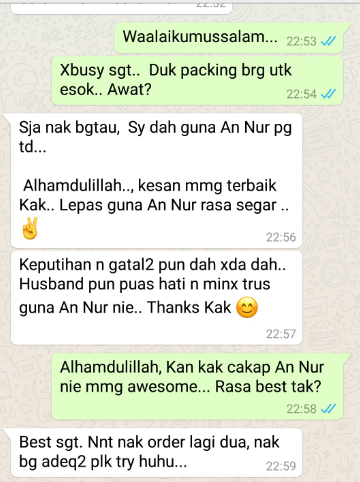 Waalaikumussalam...
22:53
Xbusy sgt.. Duk packing brg utk
esok.. Awat?
22:54
Sja nak bgtau, Sy dah guna An Nur pg
td...
Alhamdulillah.., kesan mmg terbaik
Kak.. Lepas guna An Nur rasa segar ..
✌
22:56
Keputihan n gatal2 pun dah xda dah..
Husband pun puas hati n minx trus
guna An Nur nie.. Thanks Kak 😊
22:57
Alhamdulillah, Kan kak cakap An Nur
nie mmg awesome... Rasa best tak?
22:58
Best sgt. Nnt nak order lagi dua, nak
bg adeq2 plk try huhu...
22:59